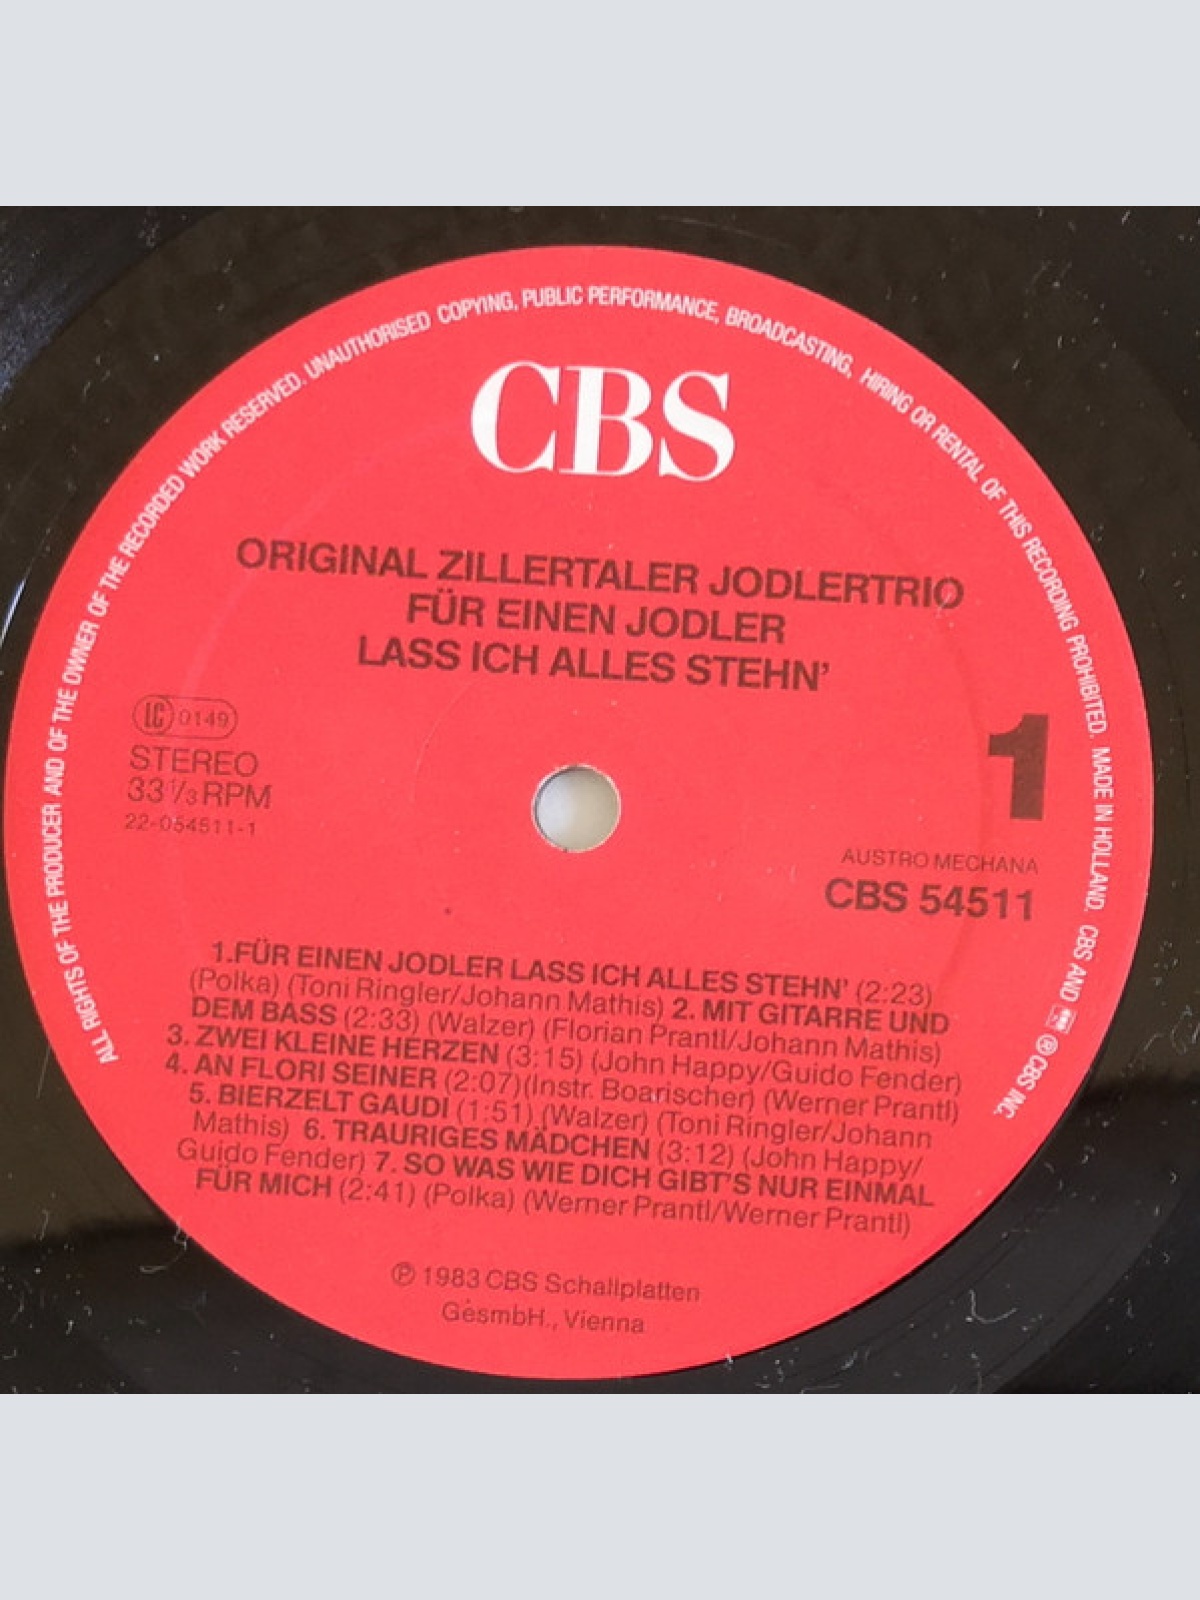 ALL RIGHTS OF THE PRODUCER AND OF THE OWNER OF THE RECORDED WORK RESERVED. UNAUTHORISED COPYING, PUBLIC PERFORMANCE, BROADCASTING, HIRING OR RENTAL OF THIS RECORDING PROHIBITED. MADE IN HOLLAND. CBS AND ® CBS INC.
CBS
ORIGINAL ZILLERTALER JODLERTRIO
FÜR EINEN JODLER
LASS ICH ALLES STEHN'
LC 0149
STEREO
33 1/3 RPM
22-054511-1
1
AUSTRO MECHANA
CBS 54511
1.FÜR EINEN JODLER LASS ICH ALLES STEHN' (2:23)
(Polka) (Toni Ringler/Johann Mathis) 2. MIT GITARRE UND
DEM BASS (2:33) (Walzer) (Florian Prantl/Johann Mathis)
3. ZWEI KLEINE HERZEN (3:15) (John Happy/Guido Fender)
4. AN FLORI SEINER (2:07)(Instr. Boarischer) (Werner Prantl)
5. BIERZELT GAUDI (1:51) (Walzer) (Toni Ringler/Johann
Mathis) 6. TRAURIGES MÄDCHEN (3:12) (John Happy/
Guido Fender) 7. SO WAS WIE DICH GIBT'S NUR EINMAL
FÜR MICH (2:41) (Polka) (Werner Prantl/Werner Prantl)
℗ 1983 CBS Schallplatten
GesmbH., Vienna